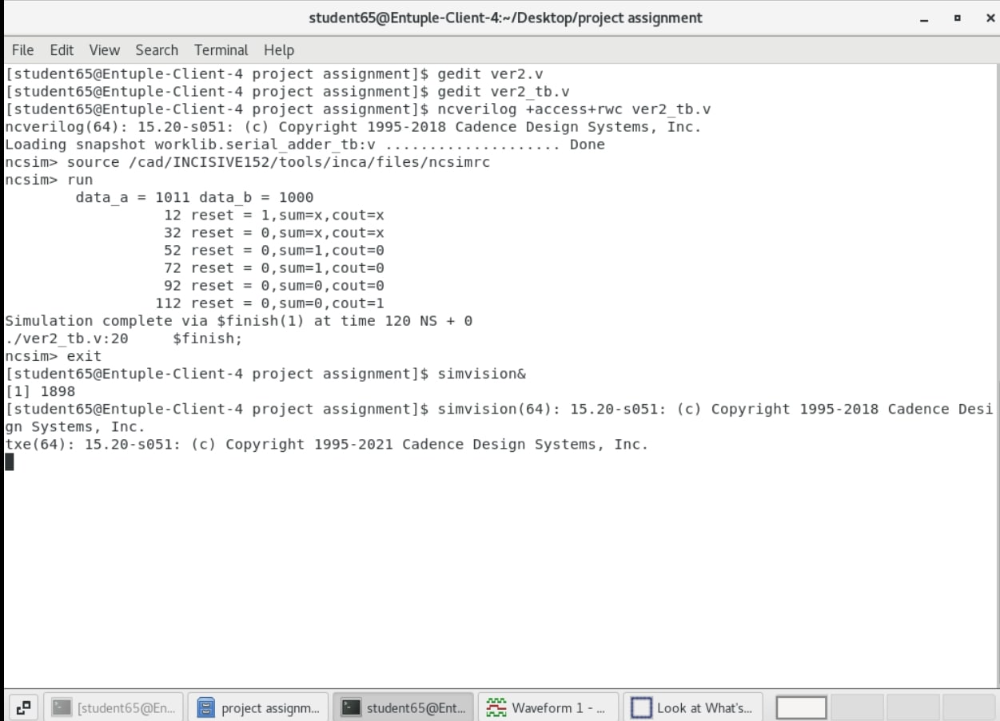 student65@Entuple-Client-4:~/Desktop/project assignment
File Edit View Search Terminal Help
[student65@Entuple-Client-4 project assignment]$ gedit ver2.v
[student65@Entuple-Client-4 project assignment]$ gedit ver2_tb.v
[student65@Entuple-Client-4 project assignment]$ ncverilog +access+rwc ver2_tb.v
ncverilog(64): 15.20-s051: (c) Copyright 1995-2018 Cadence Design Systems, Inc.
Loading snapshot worklib.serial_adder_tb:v .................... Done
ncsim> source /cad/INCISIVE152/tools/inca/files/ncsimrc
ncsim> run
data_a = 1011 data_b = 1000
12 reset = 1,sum=x,cout=x
32 reset = 0,sum=x,cout=x
52 reset = 0,sum=1,cout=0
72 reset = 0,sum=1,cout=0
92 reset = 0,sum=0,cout=0
112 reset = 0,sum=0,cout=1
Simulation complete via $finish(1) at time 120 NS + 0
./ver2_tb.v:20     $finish;
ncsim> exit
[student65@Entuple-Client-4 project assignment]$ simvision&
[1] 1898
[student65@Entuple-Client-4 project assignment]$ simvision(64): 15.20-s051: (c) Copyright 1995-2018 Cadence Desi
gn Systems, Inc.
txe(64): 15.20-s051: (c) Copyright 1995-2021 Cadence Design Systems, Inc.
[student65@En... project assignm... student65@Ent... Waveform 1 - ... Look at What's...